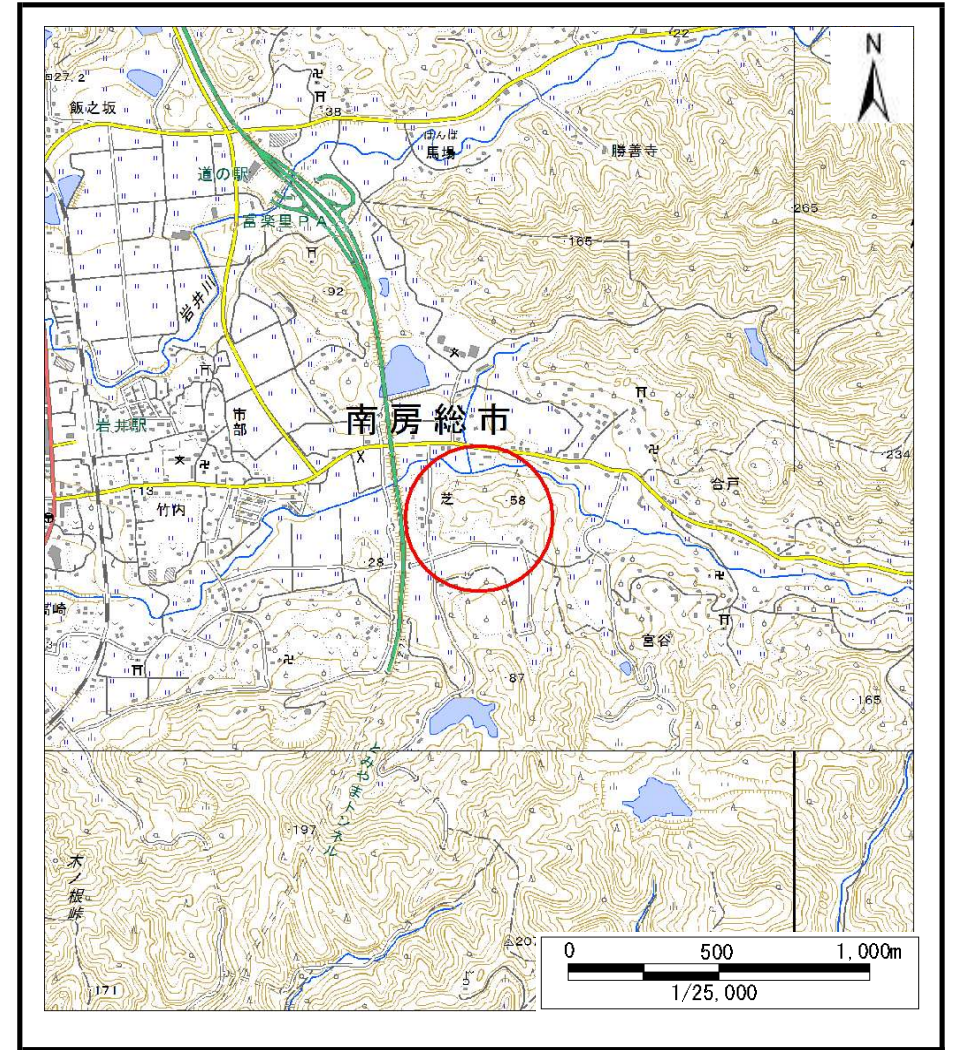 N
22
27.2
飯之坂
38
ばんば
馬場
勝善寺
道の駅
富楽里PA
265
165
岩井川
92
南房総市
岩井駅
市部
50
234
合戸
芝
58
13
竹内
28
宮谷
87
165
とみやまトンネル
197
木ノ根峠
171
207
0 500 1,000m
1/25,000